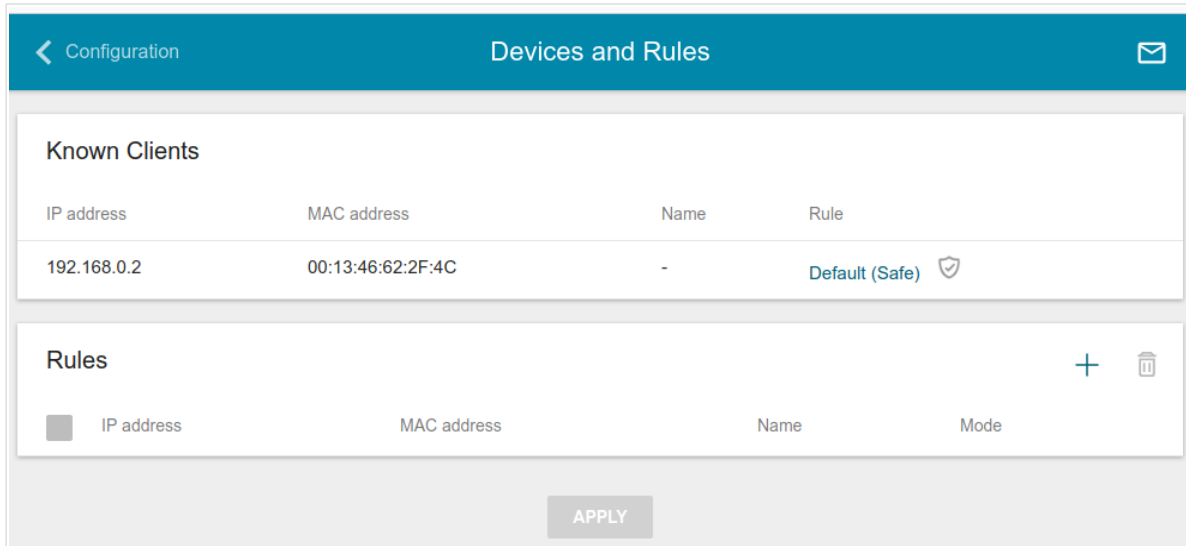 Configuration Devices and Rules
Known Clients
IP address MAC address Name Rule
192.168.0.2 00:13:46:62:2F:4C - Default (Safe)
Rules
IP address MAC address Name Mode
APPLY